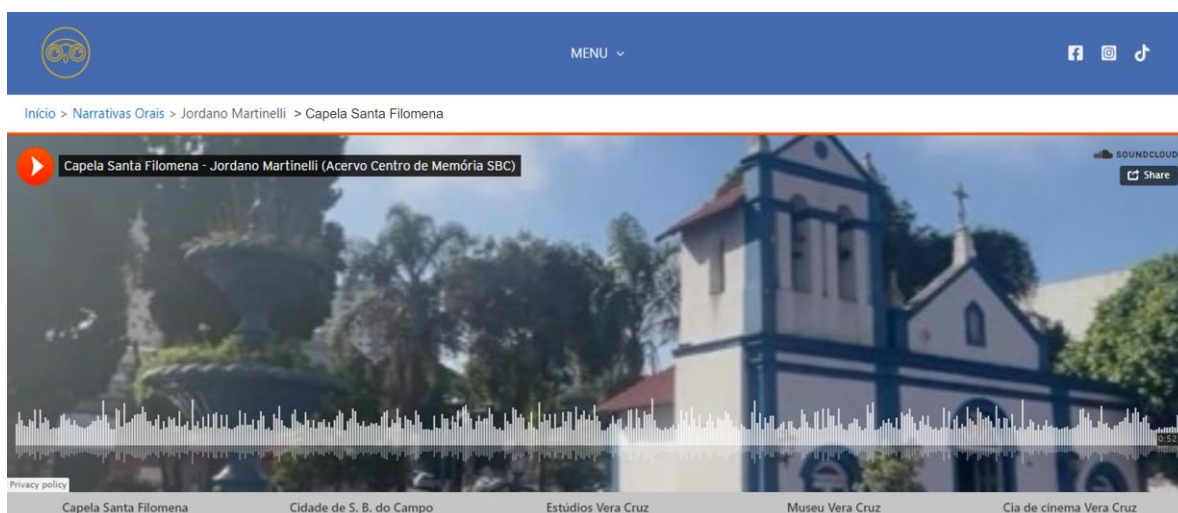 MENU
Início > Narrativas Orais > Jordano Martinelli > Capela Santa Filomena
Capela Santa Filomena - Jordano Martinelli (Acervo Centro de Memória SBC)
SOUNDCLOUD
Share
0:52
Privacy policy
Capela Santa Filomena Cidade de S. B. do Campo Estúdios Vera Cruz Museu Vera Cruz Cia de cinema Vera Cruz